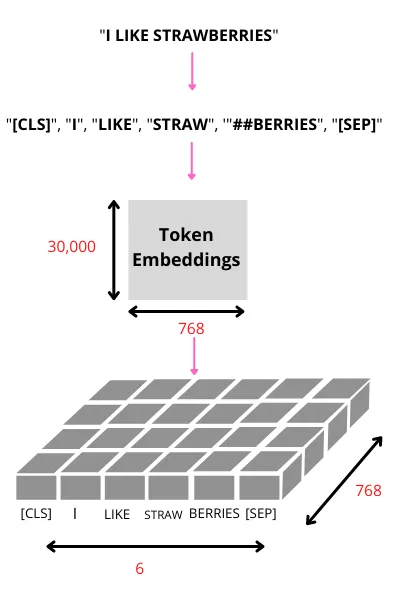 "I LIKE STRAWBERRIES"
"[CLS]", "I", "LIKE", "STRAW", '"##BERRIES", "[SEP]"
Token
Embeddings
30,000
768
[CLS] I LIKE STRAW BERRIES [SEP]
768
6